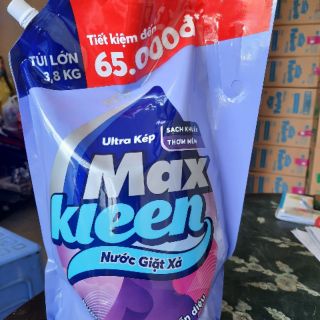 Tiết kiệm đến
65.000đ
TÚI LỚN
3,8 KG
Ultra Kép
SẠCH KHUẨN
THƠM MỀM
Max
kleen
Nước Giặt Xả